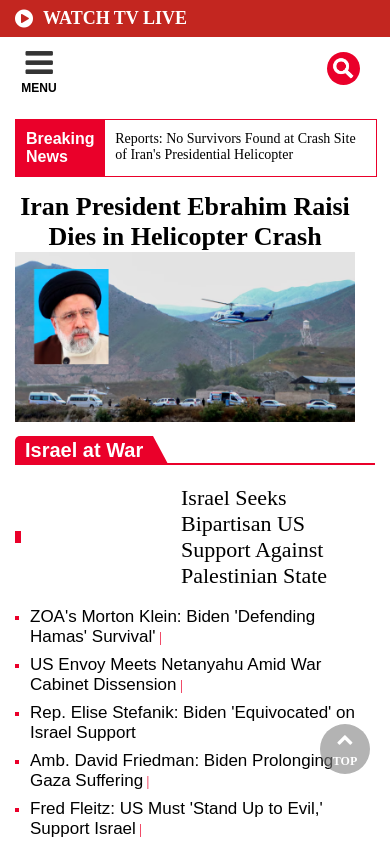 WATCH TV LIVE
MENU
Breaking
News
Reports: No Survivors Found at Crash Site
of Iran's Presidential Helicopter
Iran President Ebrahim Raisi
Dies in Helicopter Crash
Israel at War
Israel Seeks
Bipartisan US
Support Against
Palestinian State
ZOA's Morton Klein: Biden 'Defending
Hamas' Survival' |
US Envoy Meets Netanyahu Amid War
Cabinet Dissension |
Rep. Elise Stefanik: Biden 'Equivocated' on
Israel Support
Amb. David Friedman: Biden Prolonging
Gaza Suffering |
TOP
Fred Fleitz: US Must 'Stand Up to Evil,'
Support Israel |